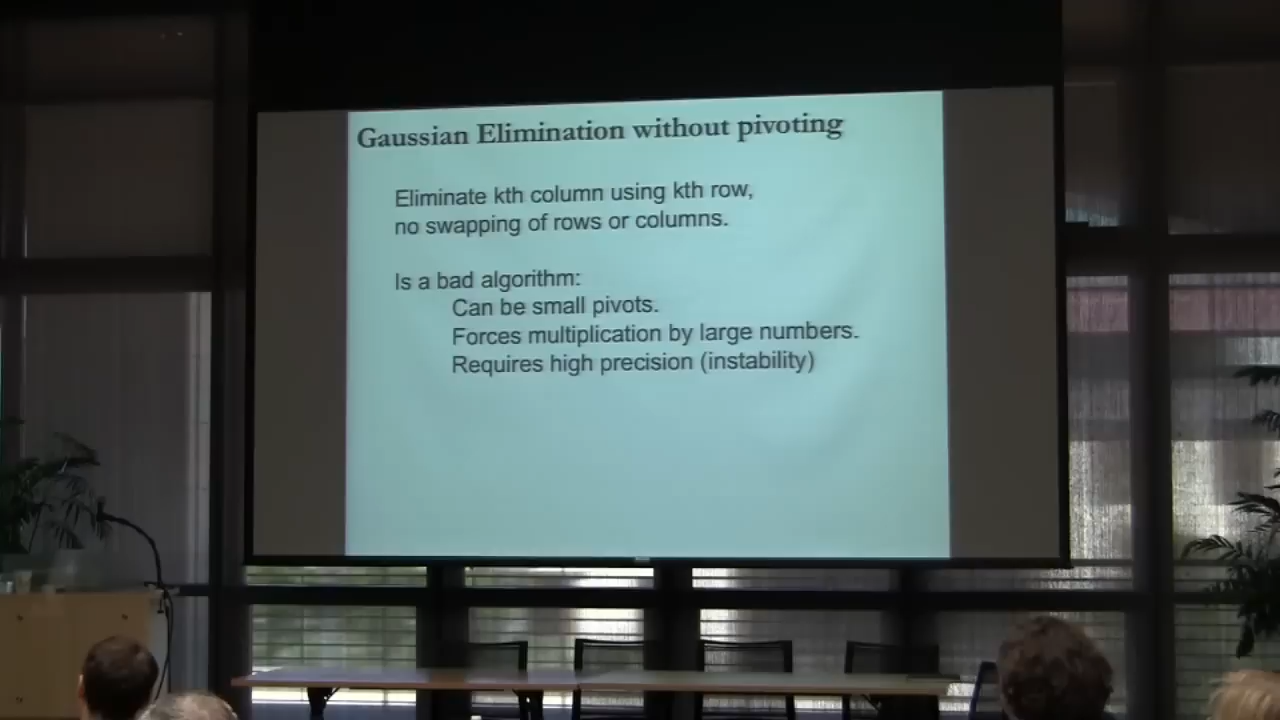 Gaussian Elimination without pivoting
Eliminate kth column using kth row,
no swapping of rows or columns.
Is a bad algorithm:
Can be small pivots.
Forces multiplication by large numbers.
Requires high precision (instability)